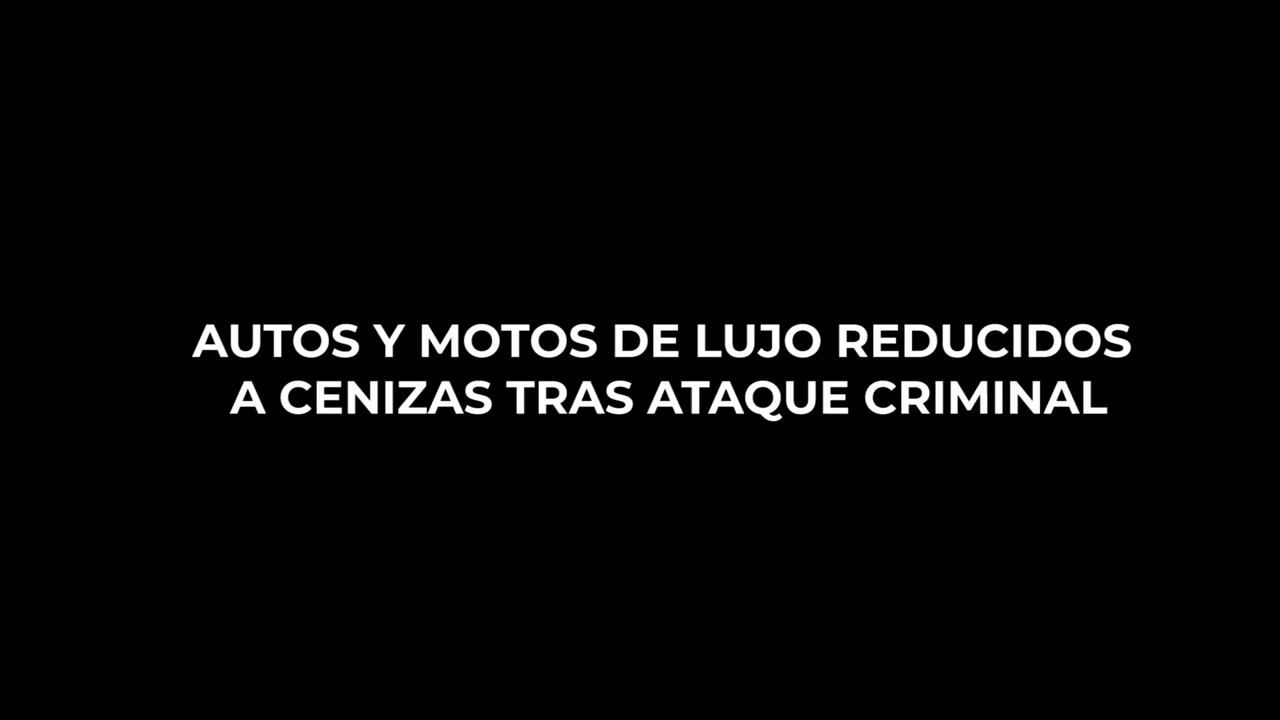 AUTOS Y MOTOS DE LUJO REDUCIDOS
A CENIZAS TRAS ATAQUE CRIMINAL